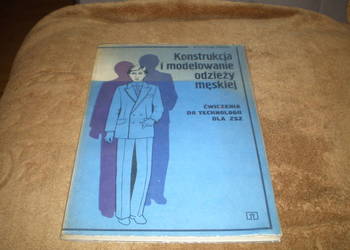 Konstrukcja
i modelowanie
odzieży
męskiej
ĆWICZENIA
DO TECHNOLOGII
DLA ZSZ